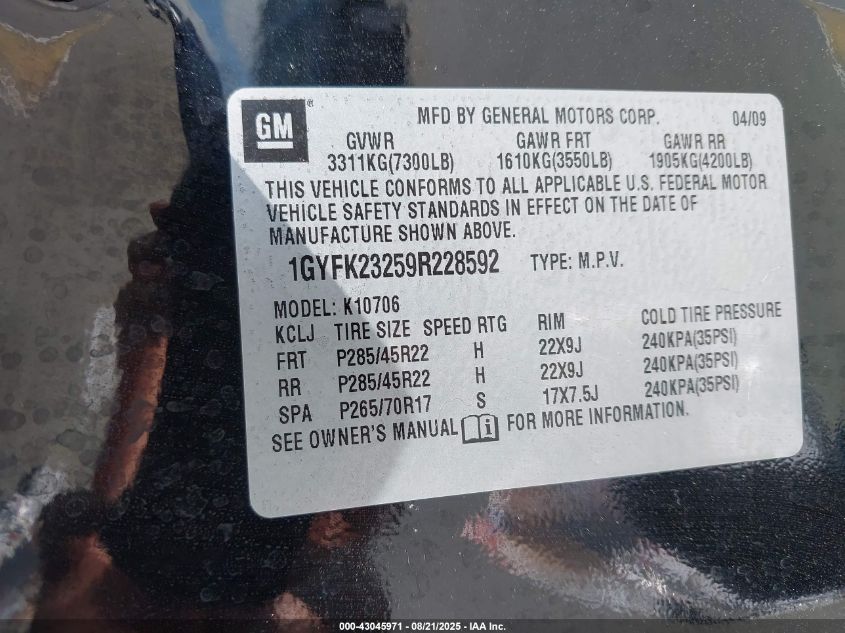 GM ®
MFD BY GENERAL MOTORS CORP. 04/09
GVWR GAWR FRT GAWR RR
3311KG(7300LB) 1610KG(3550LB) 1905KG(4200LB)
THIS VEHICLE CONFORMS TO ALL APPLICABLE U.S. FEDERAL MOTOR
VEHICLE SAFETY STANDARDS IN EFFECT ON THE DATE OF
MANUFACTURE SHOWN ABOVE.
1GYFK23259R228592 TYPE: M.P.V.
MODEL: K10706
KCLJ TIRE SIZE SPEED RTG RIM COLD TIRE PRESSURE
FRT P285/45R22 H 22X9J 240KPA(35PSI)
RR P285/45R22 H 22X9J 240KPA(35PSI)
SPA P265/70R17 S 17X7.5J 240KPA(35PSI)
SEE OWNER'S MANUAL i FOR MORE INFORMATION.
000-43045971 - 08/21/2025 - IAA Inc.